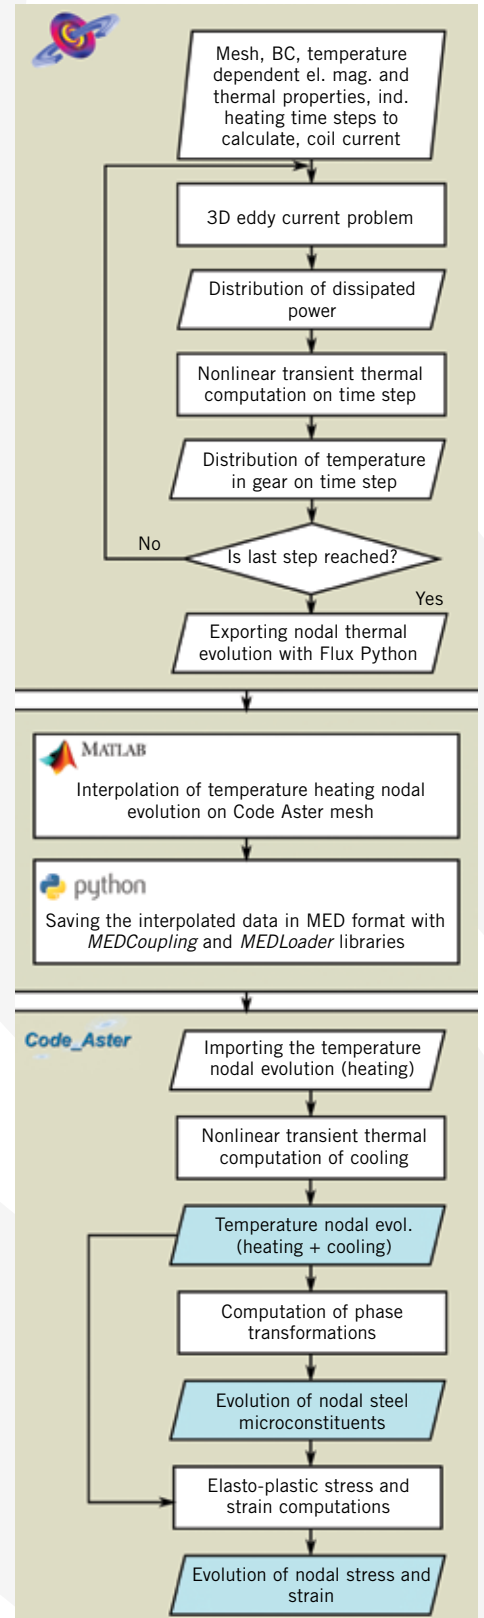 Mesh, BC, temperature
dependent el. mag. and
thermal properties, ind.
heating time steps to
calculate, coil current
3D eddy current problem
Distribution of dissipated
power
Nonlinear transient thermal
computation on time step
Distribution of temperature
in gear on time step
No
Is last step reached?
Yes
Exporting nodal thermal
evolution with Flux Python
MATLAB
Interpolation of temperature heating nodal
evolution on Code Aster mesh
python
Saving the interpolated data in MED format with
MEDCoupling and MEDLoader libraries
Code_Aster
Importing the temperature
nodal evolution (heating)
Nonlinear transient thermal
computation of cooling
Temperature nodal evol.
(heating + cooling)
Computation of phase
transformations
Evolution of nodal steel
microconstituents
Elasto-plastic stress and
strain computations
Evolution of nodal stress and
strain